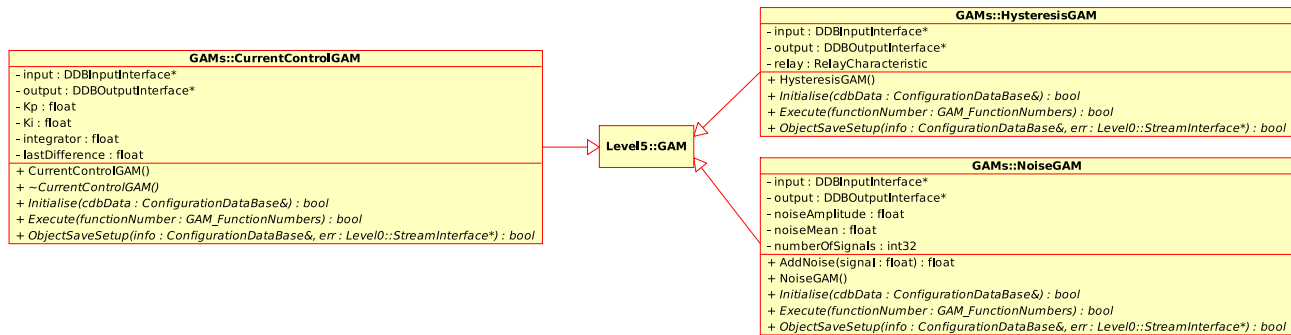 GAMs::CurrentControlGAM
- input : DDBInputInterface*
- output : DDBOutputInterface*
- Kp : float
- Ki : float
- integrator : float
- lastDifference : float
+ CurrentControlGAM()
+ ~CurrentControlGAM()
+ Initialise(cdbData : ConfigurationDataBase&) : bool
+ Execute(functionNumber : GAM_FunctionNumbers) : bool
+ ObjectSaveSetup(info : ConfigurationDataBase&, err : Level0::StreamInterface*) : bool
Level5::GAM
GAMs::HysteresisGAM
- input : DDBInputInterface*
- output : DDBOutputInterface*
- relay : RelayCharacteristic
+ HysteresisGAM()
+ Initialise(cdbData : ConfigurationDataBase&) : bool
+ Execute(functionNumber : GAM_FunctionNumbers) : bool
+ ObjectSaveSetup(info : ConfigurationDataBase&, err : Level0::StreamInterface*) : bool
GAMs::NoiseGAM
- input : DDBInputInterface*
- output : DDBOutputInterface*
- noiseAmplitude : float
- noiseMean : float
- numberOfSignals : int32
+ AddNoise(signal : float) : float
+ NoiseGAM()
+ Initialise(cdbData : ConfigurationDataBase&) : bool
+ Execute(functionNumber : GAM_FunctionNumbers) : bool
+ ObjectSaveSetup(info : ConfigurationDataBase&, err : Level0::StreamInterface*) : bool